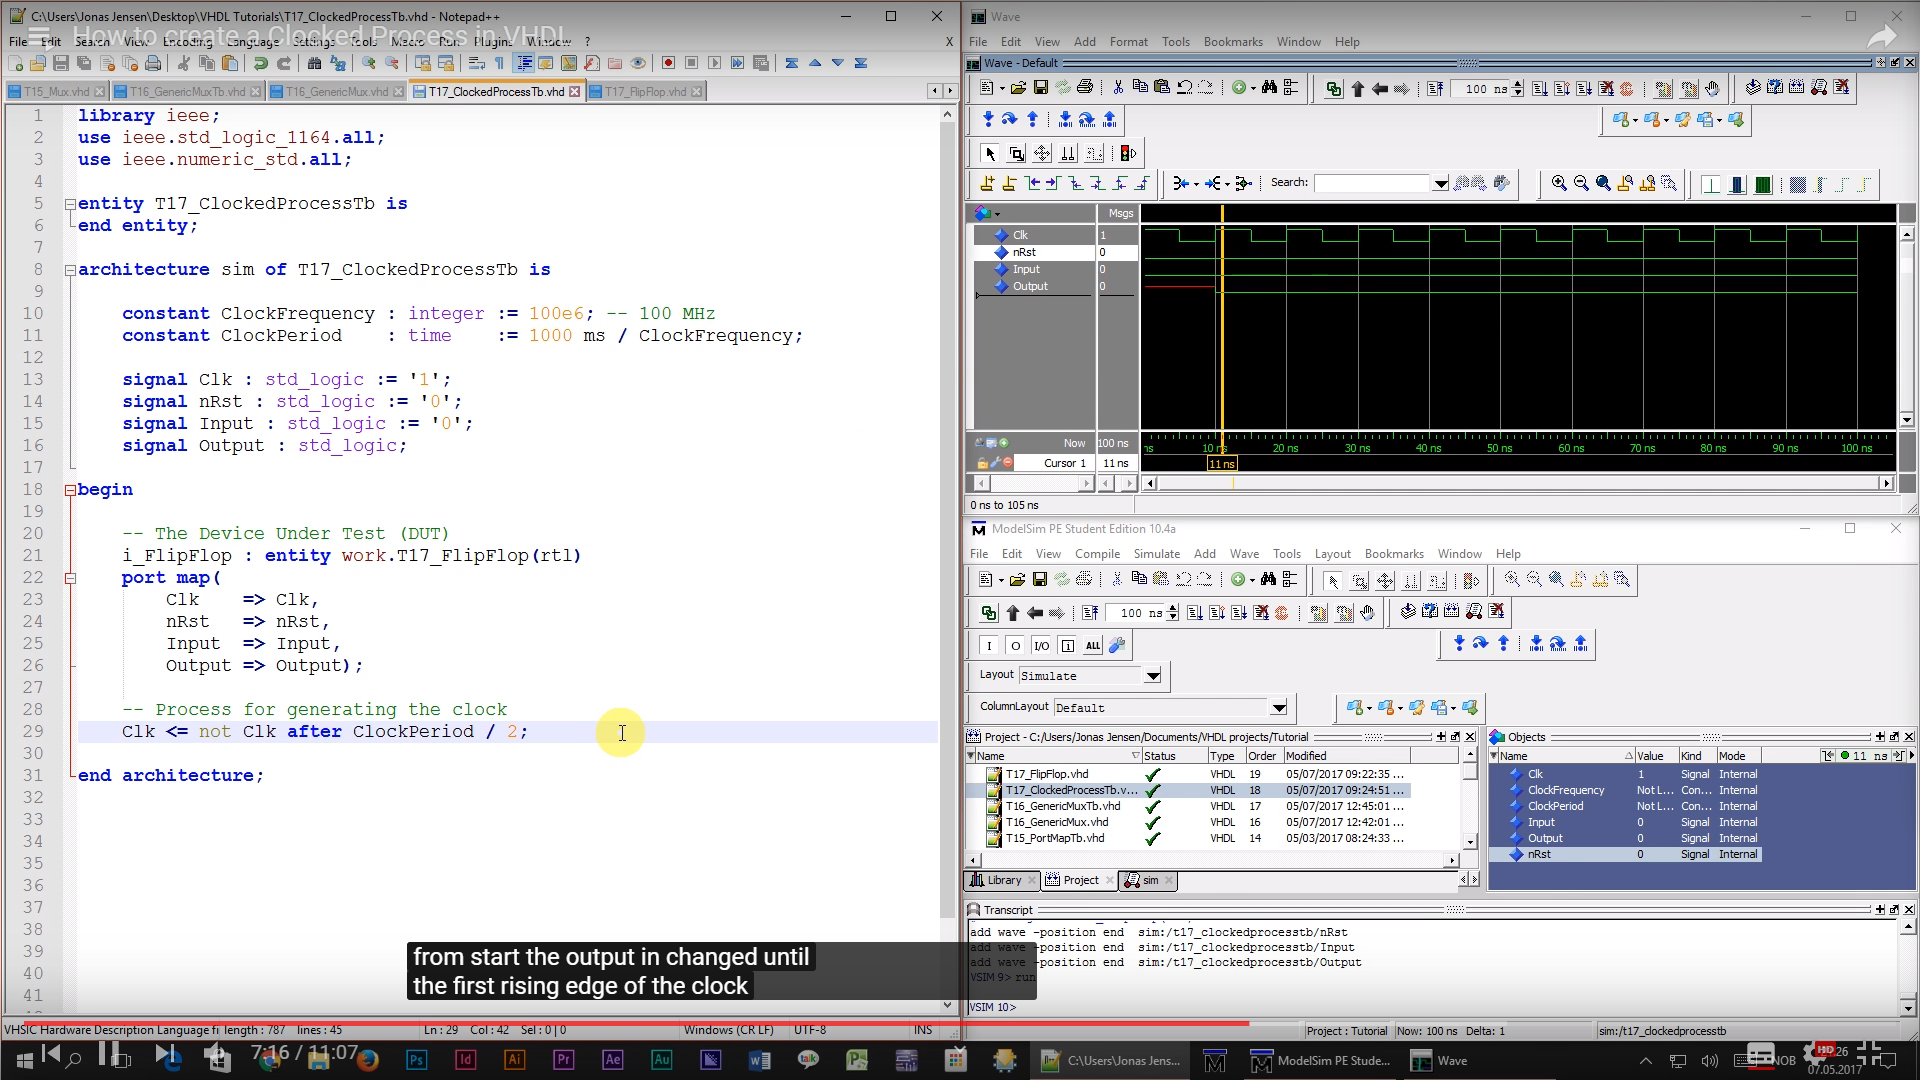 C:\Users\Jonas Jensen\Desktop\VHDL Tutorials\T17_ClockedProcessTb.vhd - Notepad++
How to create a Clocked Process in VHDL
File Edit Search View Encoding Language Settings Tools Macro Run Plugins Window ? X
T15_Mux.vhd T16_GenericMuxTb.vhd T16_GenericMux.vhd T17_ClockedProcessTb.vhd T17_FlipFlop.vhd
1 library ieee;
2 use ieee.std_logic_1164.all;
3 use ieee.numeric_std.all;
4
5 entity T17_ClockedProcessTb is
6 end entity;
7
8 architecture sim of T17_ClockedProcessTb is
9
10 constant ClockFrequency : integer := 100e6; -- 100 MHz
11 constant ClockPeriod : time := 1000 ms / ClockFrequency;
12
13 signal Clk : std_logic := '1';
14 signal nRst : std_logic := '0';
15 signal Input : std_logic := '0';
16 signal Output : std_logic;
17
18 begin
19
20 -- The Device Under Test (DUT)
21 i_FlipFlop : entity work.T17_FlipFlop(rtl)
22 port map(
23 Clk => Clk,
24 nRst => nRst,
25 Input => Input,
26 Output => Output);
27
28 -- Process for generating the clock
29 Clk <= not Clk after ClockPeriod / 2;
30
31 end architecture;
32
33
34
35
36
37
38
39
40
41
from start the output in changed until
the first rising edge of the clock
VHSIC Hardware Description Language fi length : 787 lines : 45 Ln : 29 Col : 42 Sel : 0 | 0 Windows (CR LF) UTF-8 INS
Wave
File Edit View Add Format Tools Bookmarks Window Help
Wave - Default
100 ns
Search:
Msgs
Clk 1
nRst 0
Input 0
Output 0
Now 100 ns
ns 10 ns 20 ns 30 ns 40 ns 50 ns 60 ns 70 ns 80 ns 90 ns 100 ns
Cursor 1 11 ns 11 ns
0 ns to 105 ns
ModelSim PE Student Edition 10.4a
File Edit View Compile Simulate Add Wave Tools Layout Bookmarks Window Help
100 ns
I O I/O i ALL
Layout Simulate
ColumnLayout Default
Project - C:/Users/Jonas Jensen/Documents/VHDL projects/Tutorial
Name Status Type Order Modified
T17_FlipFlop.vhd VHDL 19 05/07/2017 09:22:35 ...
T17_ClockedProcessTb.v... VHDL 18 05/07/2017 09:24:51 ...
T16_GenericMuxTb.vhd VHDL 17 05/07/2017 12:45:01 ...
T16_GenericMux.vhd VHDL 16 05/07/2017 12:42:01 ...
T15_PortMapTb.vhd VHDL 14 05/03/2017 08:24:33 ...
Library Project sim
Objects
Name Value Kind Mode 11 ns
Clk 1 Signal Internal
ClockFrequency Not L... Con... Internal
ClockPeriod Not L... Con... Internal
Input 0 Signal Internal
Output 0 Signal Internal
nRst 0 Signal Internal
Transcript
add wave -position end sim:/t17_clockedprocesstb/nRst
add wave -position end sim:/t17_clockedprocesstb/Input
add wave -position end sim:/t17_clockedprocesstb/Output
VSIM 9> run
VSIM 10>
Project : Tutorial Now: 100 ns Delta: 1 sim:/t17_clockedprocesstb
7:16 / 11:07
Ps Id Ai Pr Ae Au talk
C:\Users\Jonas Jens... ModelSim PE Stude... Wave
NOB HD
07.05.2017